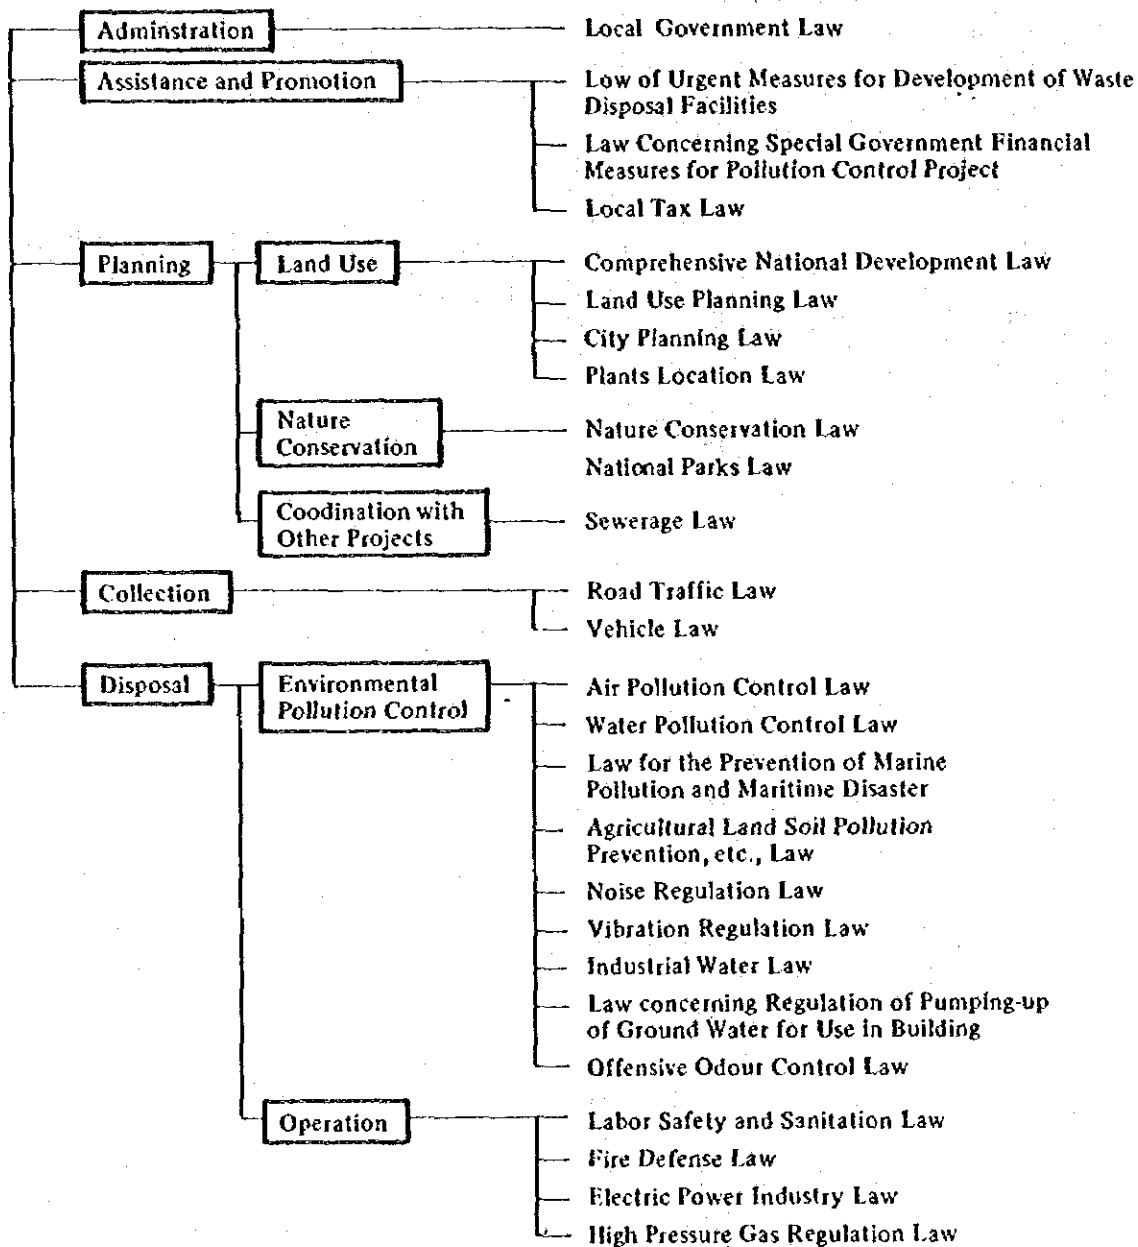 Adminstration
Local Government Law
Assistance and Promotion
Low of Urgent Measures for Development of Waste
Disposal Facilities
Law Concerning Special Government Financial
Measures for Pollution Control Project
Local Tax Law
Planning
Land Use
Comprehensive National Development Law
Land Use Planning Law
City Planning Law
Plants Location Law
Nature
Conservation
Nature Conservation Law
National Parks Law
Coodination with
Other Projects
Sewerage Law
Collection
Road Traffic Law
Vehicle Law
Disposal
Environmental
Pollution Control
Air Pollution Control Law
Water Pollution Control Law
Law for the Prevention of Marine
Pollution and Maritime Disaster
Agricultural Land Soil Pollution
Prevention, etc., Law
Noise Regulation Law
Vibration Regulation Law
Industrial Water Law
Law concerning Regulation of Pumping-up
of Ground Water for Use in Building
Offensive Odour Control Law
Operation
Labor Safety and Sanitation Law
Fire Defense Law
Electric Power Industry Law
High Pressure Gas Regulation Law